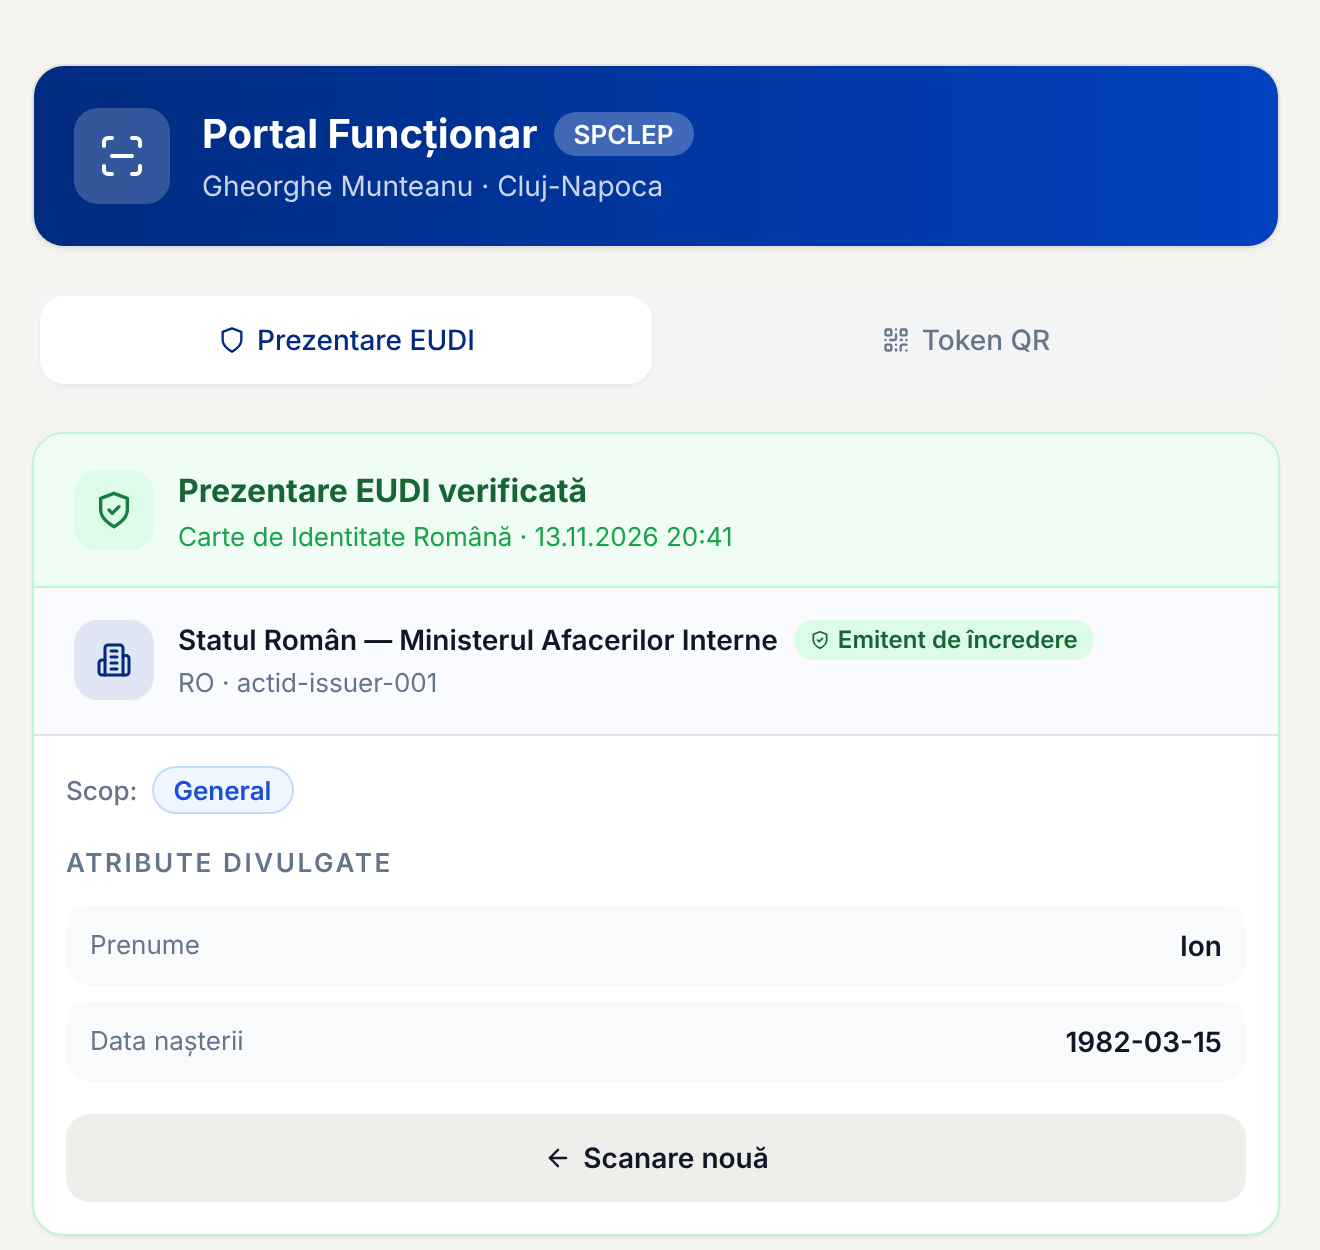 Portal Funcționar SPCLEP
Gheorghe Munteanu · Cluj-Napoca
Prezentare EUDI
Token QR
Prezentare EUDI verificată
Carte de Identitate Română · 13.11.2026 20:41
Statul Român — Ministerul Afacerilor Interne Emitent de încredere
RO · actid-issuer-001
Scop: General
ATRIBUTE DIVULGATE
Prenume Ion
Data nașterii 1982-03-15
← Scanare nouă